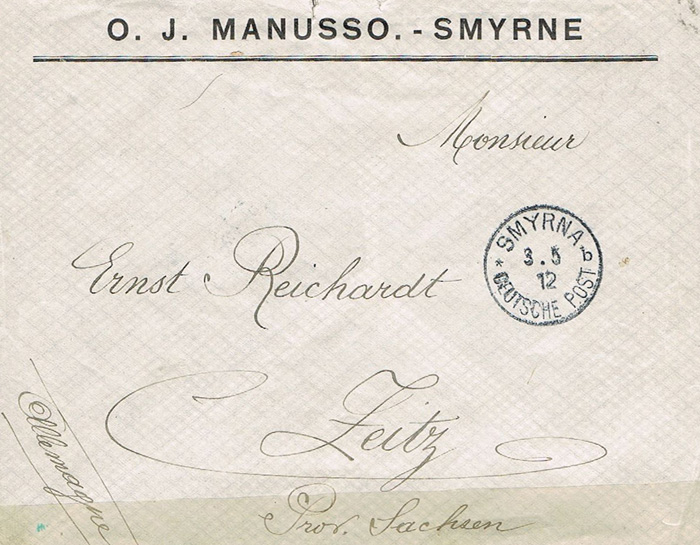 O. J. MANUSSO. - SMYRNE
Monsieur
SMYRNA
* b
3.5
12
DEUTSCHE POST
Ernst Reichardt
Zeitz
Allemagne
Prov. Sachsen